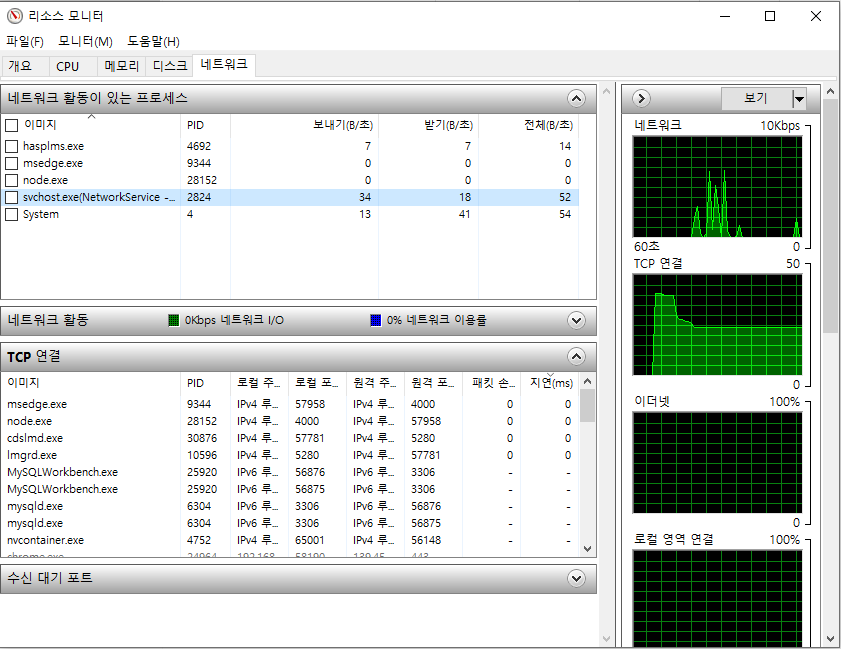 리소스 모니터
파일(F) 모니터(M) 도움말(H)
개요 CPU 메모리 디스크 네트워크
네트워크 활동이 있는 프로세스
이미지 PID 보내기(B/초) 받기(B/초) 전체(B/초)
hasplms.exe 4692 7 7 14
msedge.exe 9344 0 0 0
node.exe 28152 0 0 0
svchost.exe(NetworkService -... 2824 34 18 52
System 4 13 41 54
네트워크 활동 0Kbps 네트워크 I/O 0% 네트워크 이용률
TCP 연결
이미지 PID 로컬 주... 로컬 포... 원격 주... 원격 포... 패킷 손... 지연(ms)
msedge.exe 9344 IPv4 루... 57958 IPv4 루... 4000 0 0
node.exe 28152 IPv4 루... 4000 IPv4 루... 57958 0 0
cdslmd.exe 30876 IPv4 루... 57781 IPv4 루... 5280 0 0
lmgrd.exe 10596 IPv4 루... 5280 IPv4 루... 57781 0 0
MySQLWorkbench.exe 25920 IPv6 루... 56876 IPv6 루... 3306 - -
MySQLWorkbench.exe 25920 IPv6 루... 56875 IPv6 루... 3306 - -
mysqld.exe 6304 IPv6 루... 3306 IPv6 루... 56876 - -
mysqld.exe 6304 IPv6 루... 3306 IPv6 루... 56875 - -
nvcontainer.exe 4752 IPv4 루... 65001 IPv4 루... 56148 - -
수신 대기 포트
보기
네트워크 10Kbps
60초 0
TCP 연결 50
0
이더넷 100%
0
로컬 영역 연결 100%